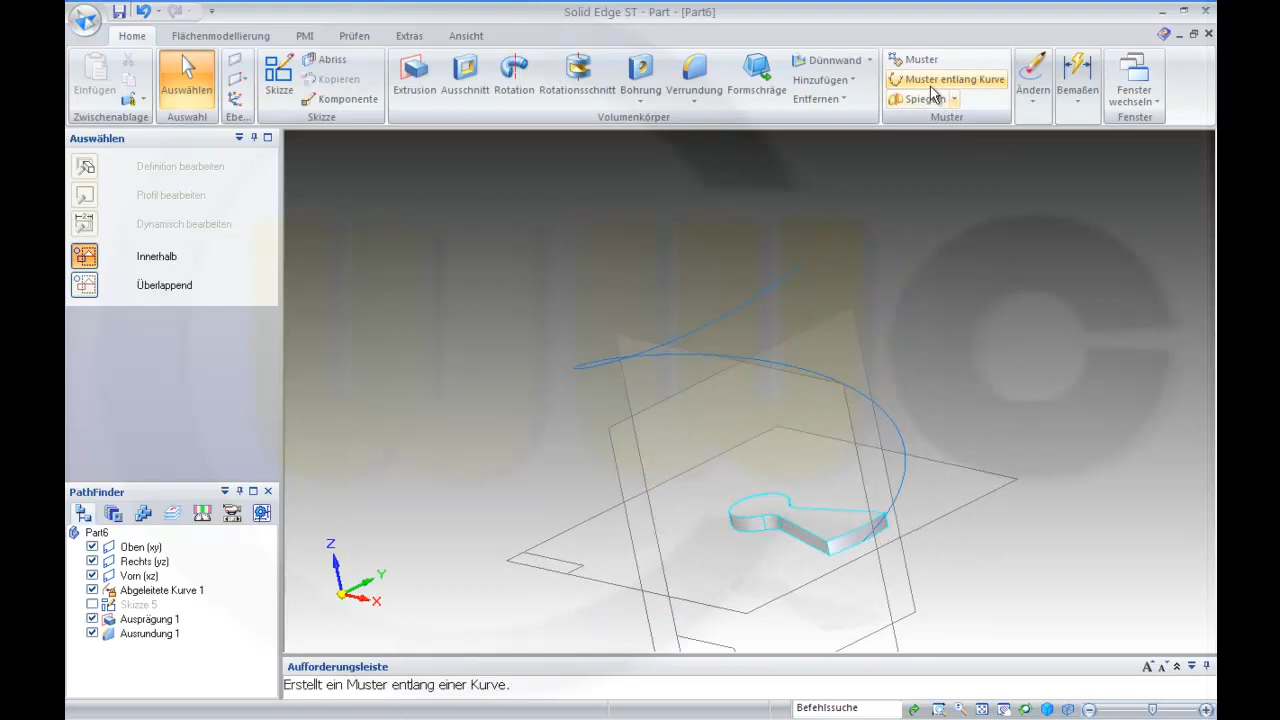 Solid Edge ST - Part - [Part6]
Home
Flächenmodellierung
PMI
Prüfen
Extras
Ansicht
Einfügen
Zwischenablage
Auswählen
Auswahl
Ebe...
Skizze
Abriss
Kopieren
Komponente
Skizze
Extrusion
Ausschnitt
Rotation
Rotationsschnitt
Bohrung
Verrundung
Formschräge
Dünnwand
Hinzufügen
Entfernen
Volumenkörper
Muster
Muster entlang Kurve
Spiegeln
Muster
Ändern
Bemaßen
Fenster
wechseln
Fenster
Auswählen
Definition bearbeiten
Profil bearbeiten
Dynamisch bearbeiten
Innerhalb
Überlappend
PathFinder
Part6
Oben (xy)
Rechts (yz)
Vorn (xz)
Abgeleitete Kurve 1
Skizze 5
Ausprägung 1
Ausrundung 1
Z
Y
X
Aufforderungsleiste
Erstellt ein Muster entlang einer Kurve.
Befehlssuche